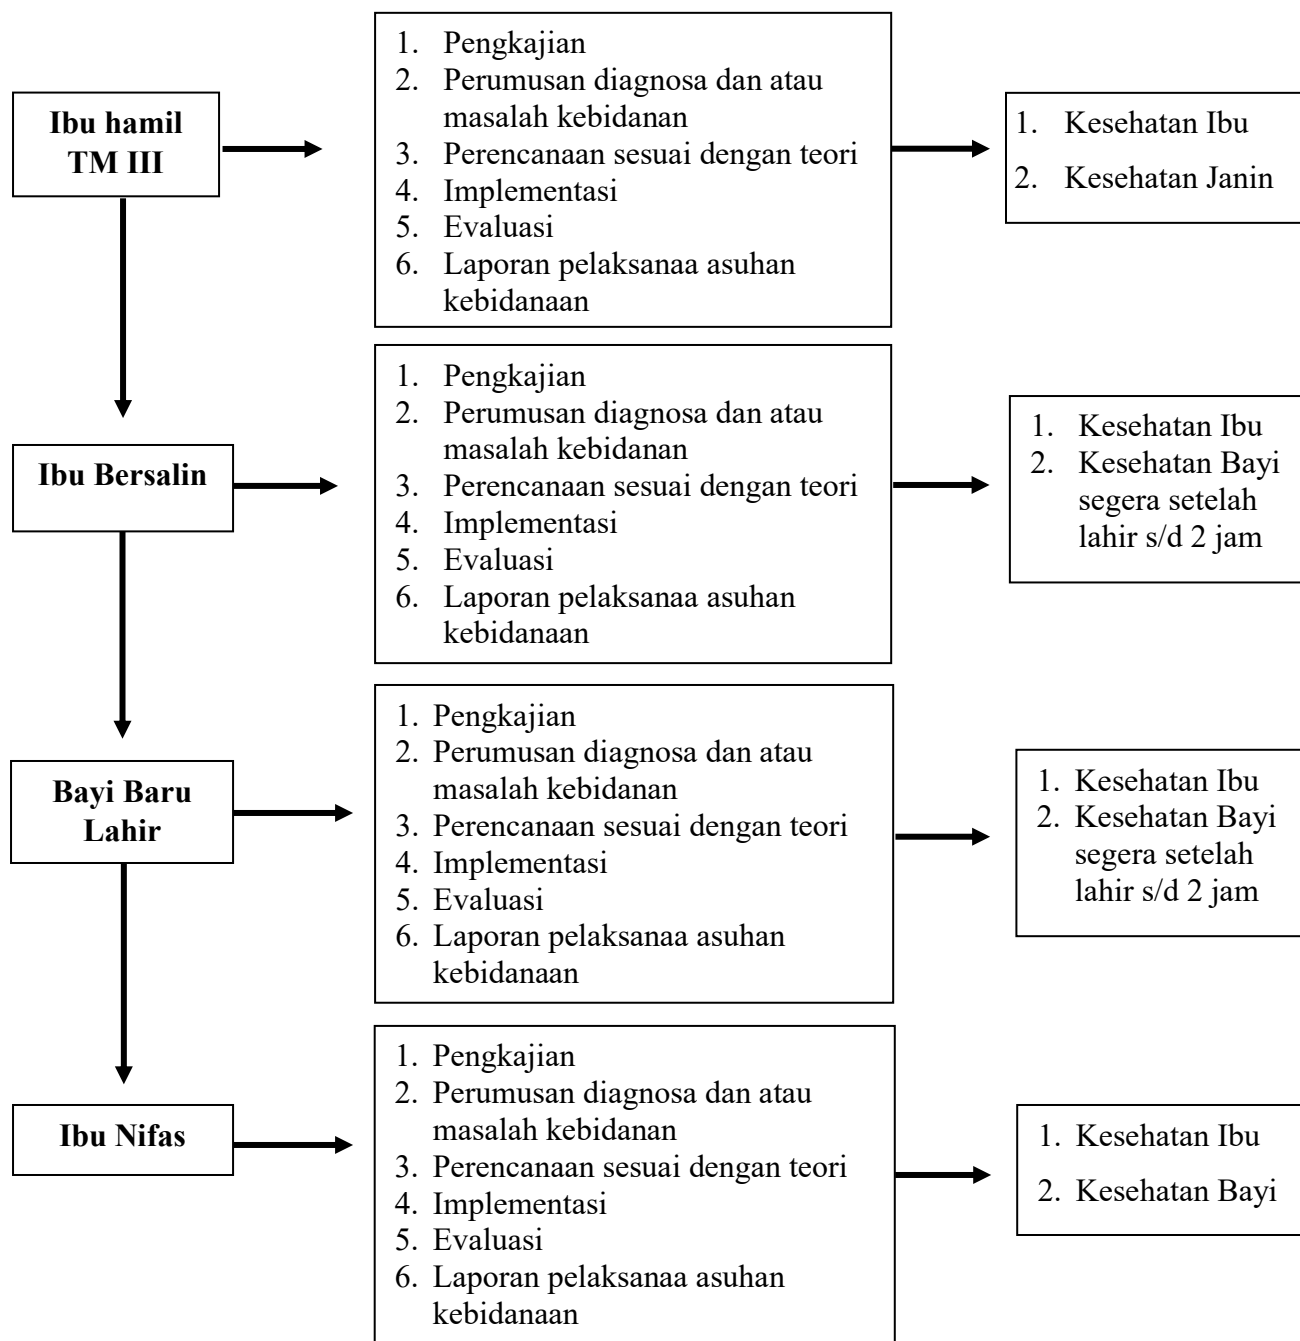 Ibu hamil
TM III
1. Pengkajian
2. Perumusan diagnosa dan atau
masalah kebidanan
3. Perencanaan sesuai dengan teori
4. Implementasi
5. Evaluasi
6. Laporan pelaksanaa asuhan
kebidanaan
1. Kesehatan Ibu
2. Kesehatan Janin
Ibu Bersalin
1. Pengkajian
2. Perumusan diagnosa dan atau
masalah kebidanan
3. Perencanaan sesuai dengan teori
4. Implementasi
5. Evaluasi
6. Laporan pelaksanaa asuhan
kebidanaan
1. Kesehatan Ibu
2. Kesehatan Bayi
segera setelah
lahir s/d 2 jam
Bayi Baru
Lahir
1. Pengkajian
2. Perumusan diagnosa dan atau
masalah kebidanan
3. Perencanaan sesuai dengan teori
4. Implementasi
5. Evaluasi
6. Laporan pelaksanaa asuhan
kebidanaan
1. Kesehatan Ibu
2. Kesehatan Bayi
segera setelah
lahir s/d 2 jam
Ibu Nifas
1. Pengkajian
2. Perumusan diagnosa dan atau
masalah kebidanan
3. Perencanaan sesuai dengan teori
4. Implementasi
5. Evaluasi
6. Laporan pelaksanaa asuhan
kebidanaan
1. Kesehatan Ibu
2. Kesehatan Bayi